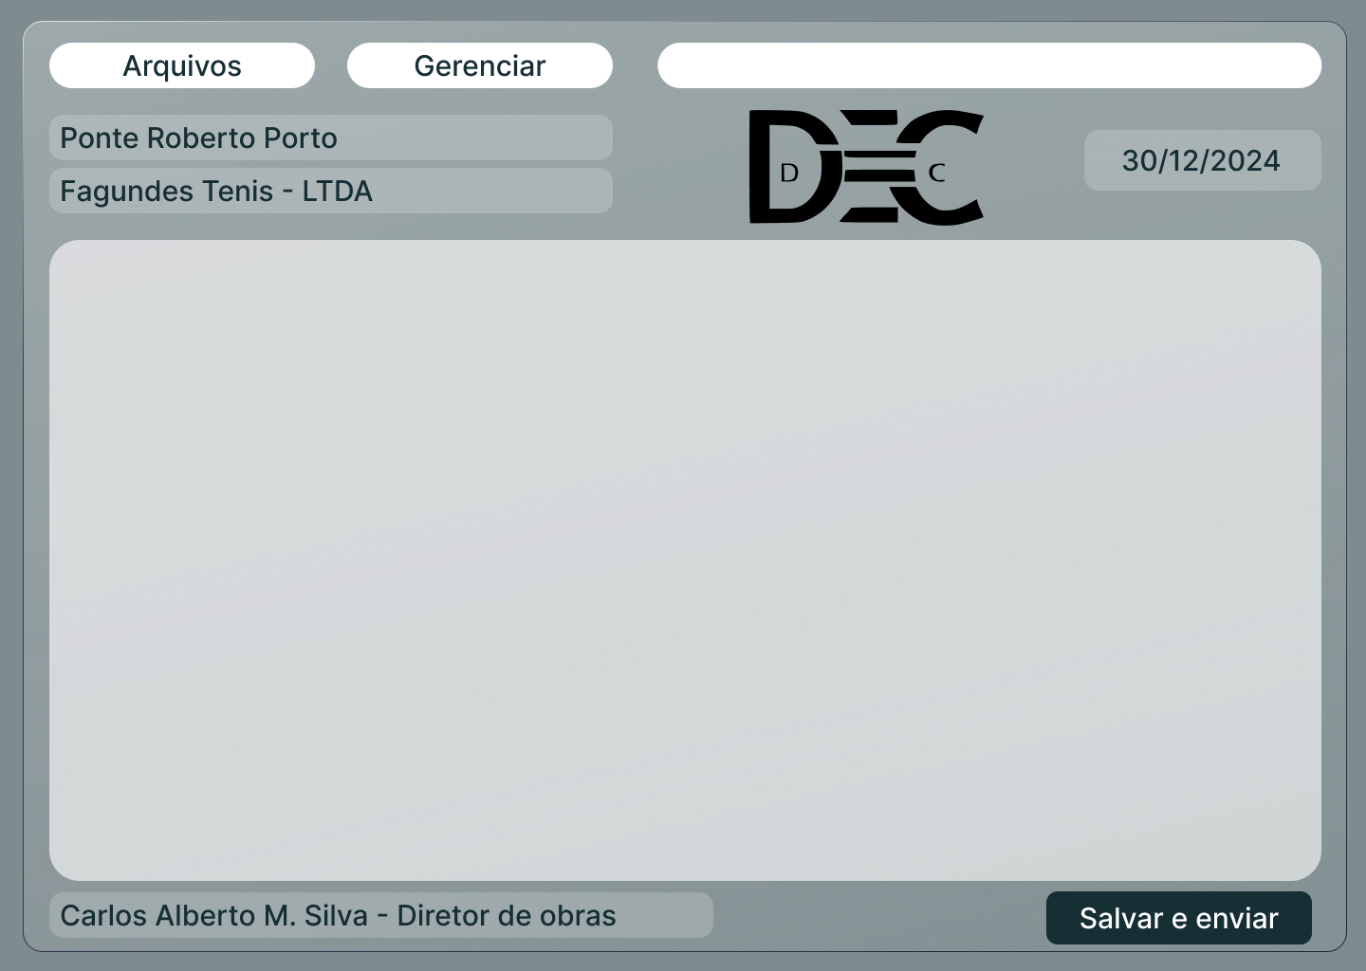 Arquivos
Gerenciar
Ponte Roberto Porto
Fagundes Tenis - LTDA
DEC
D C
30/12/2024
Carlos Alberto M. Silva - Diretor de obras
Salvar e enviar